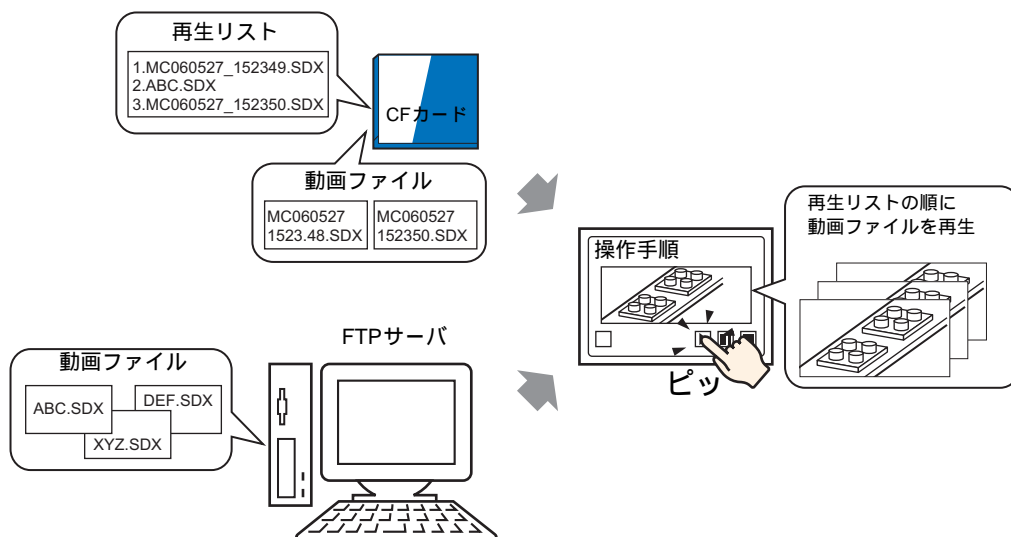 再生リスト
1.MC060527_152349.SDX
2.ABC.SDX
3.MC060527_152350.SDX
CFカード
動画ファイル
MC060527
1523.48.SDX
MC060527
152350.SDX
再生リストの順に
動画ファイルを再生
操作手順
ピッ
FTPサーバ
動画ファイル
ABC.SDX
DEF.SDX
XYZ.SDX